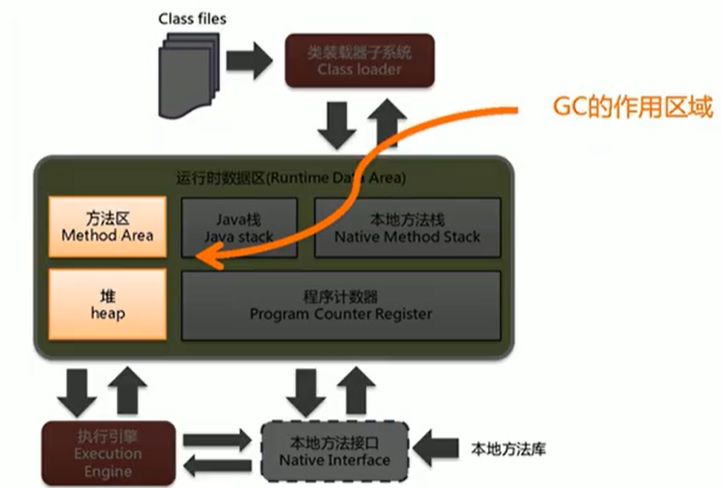 Class files
类装载器子系统
Class loader
GC的作用区域
运行时数据区(Runtime Data Area)
方法区
Method Area
Java栈
Java stack
本地方法栈
Native Method Stack
堆
heap
程序计数器
Program Counter Register
执行引擎
Execution
Engine
本地方法接口
Native Interface
本地方法库